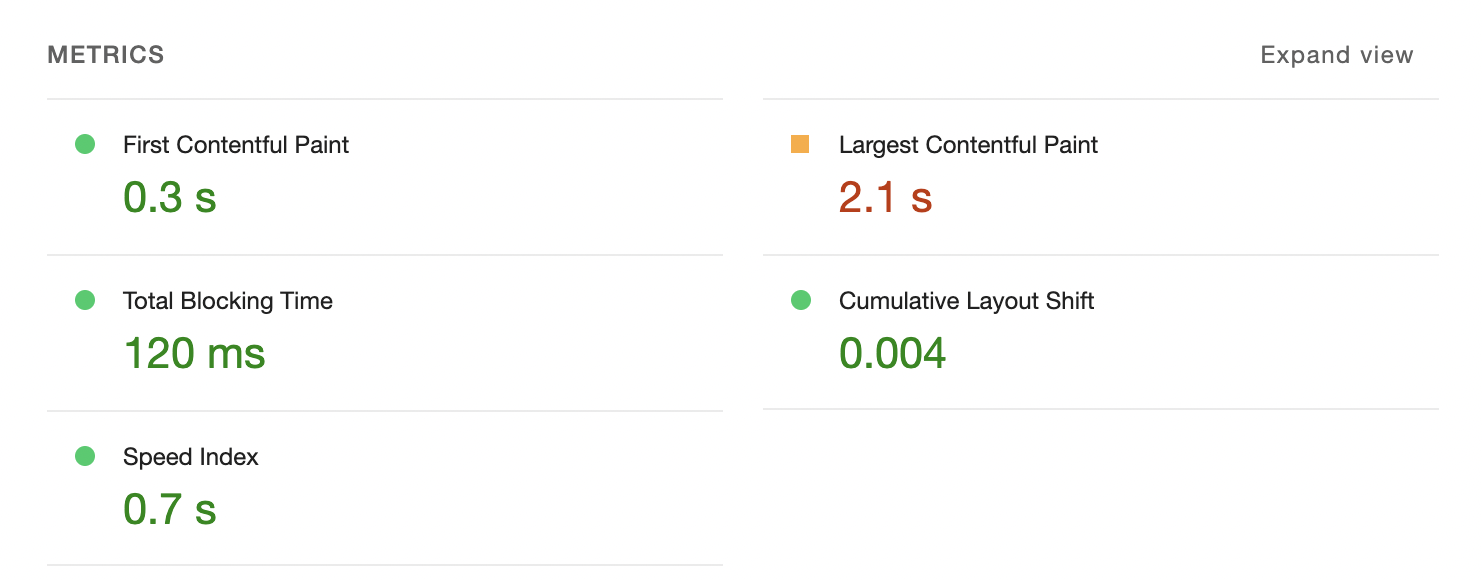 METRICS
Expand view
First Contentful Paint
0.3 s
Largest Contentful Paint
2.1 s
Total Blocking Time
120 ms
Cumulative Layout Shift
0.004
Speed Index
0.7 s